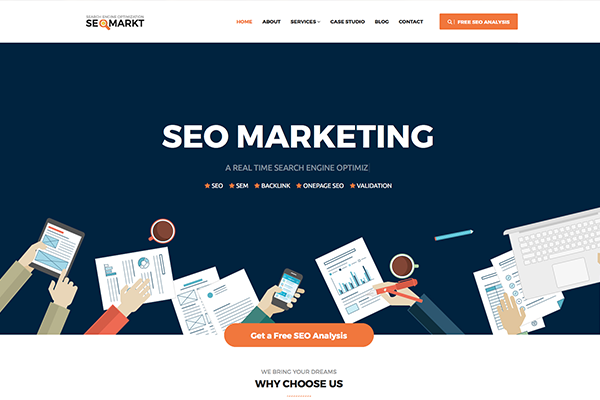 SEARCH ENGINE OPTIMIZATION
SEOMARKT
HOME ABOUT SERVICES CASE STUDIO BLOG CONTACT
FREE SEO ANALYSIS
SEO MARKETING
A REAL TIME SEARCH ENGINE OPTIMIZ
SEO SEM BACKLINK ONEPAGE SEO VALIDATION
Get a Free SEO Analysis
WE BRING YOUR DREAMS
WHY CHOOSE US